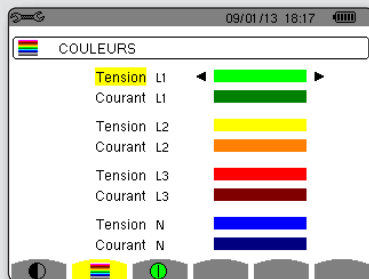 09/01/13 18:17
COULEURS
Tension L1
Courant L1
Tension L2
Courant L2
Tension L3
Courant L3
Tension N
Courant N